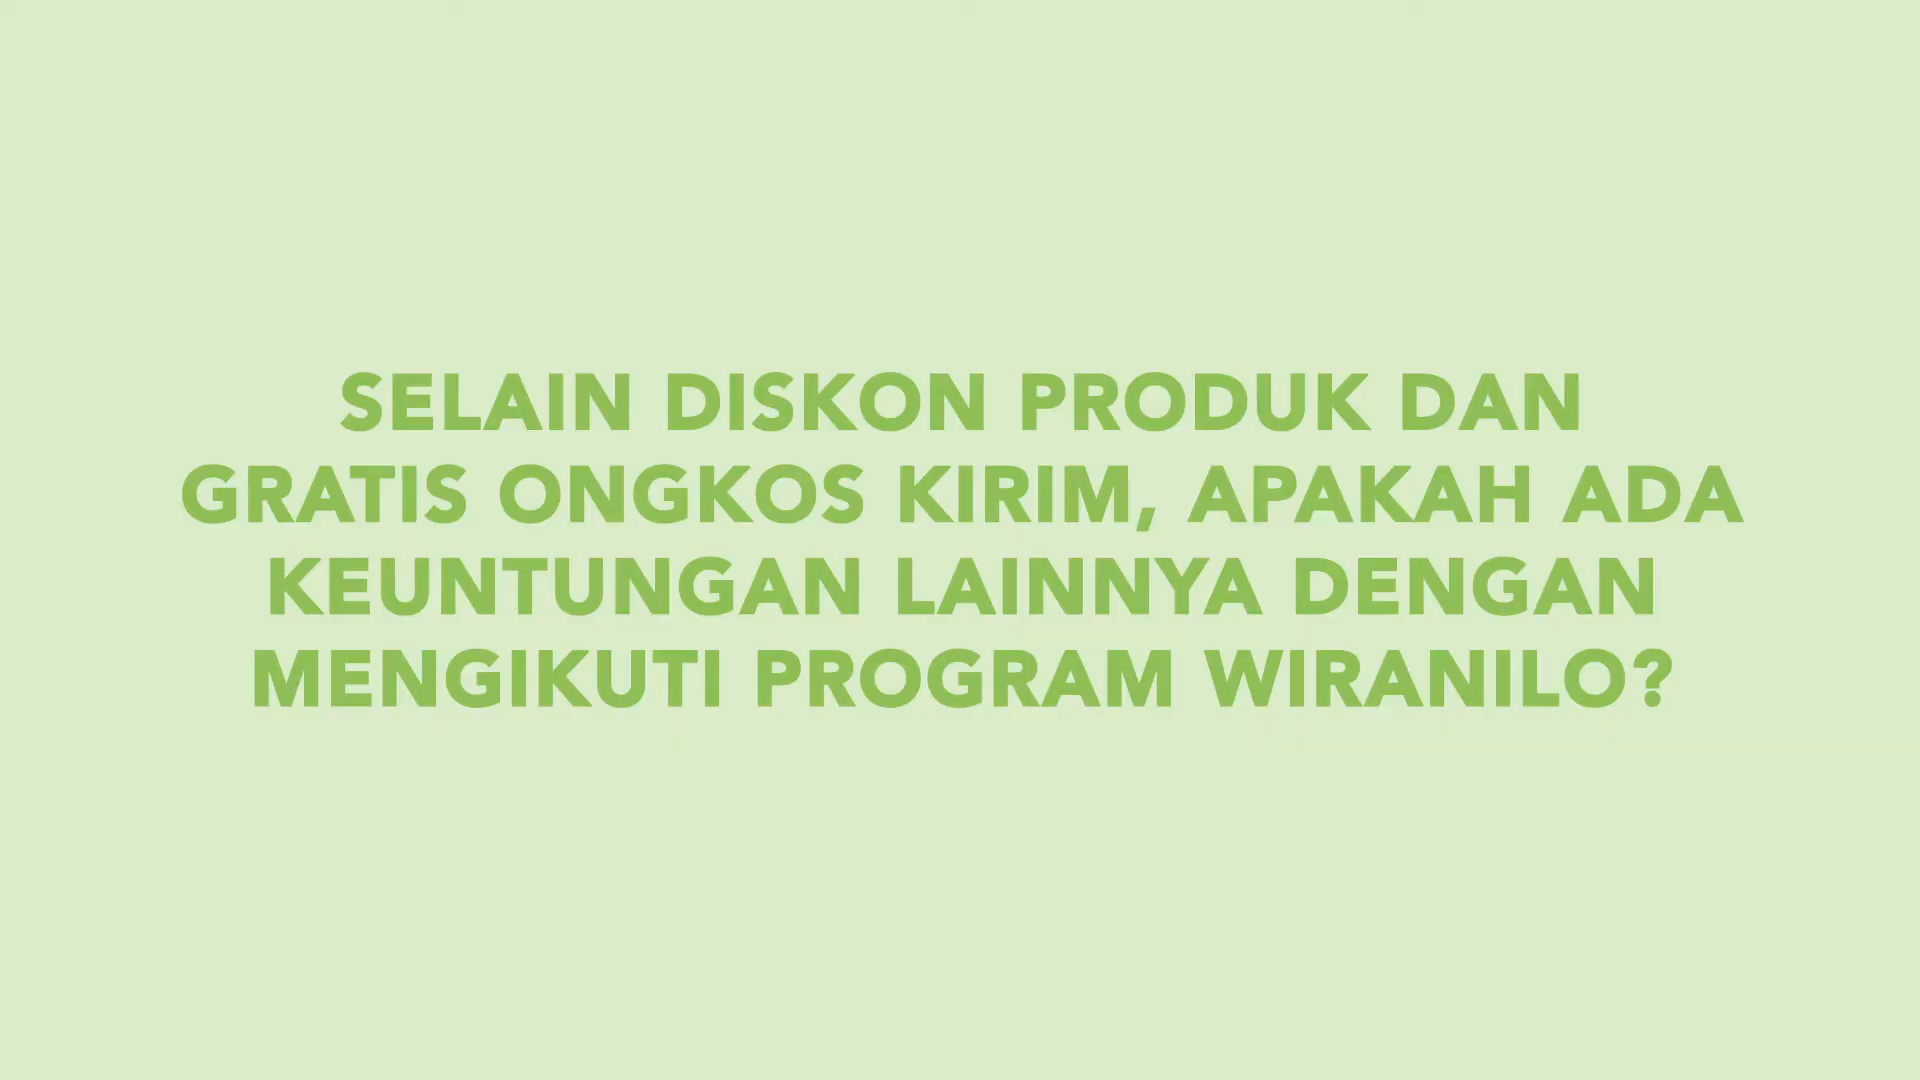 SELAIN DISKON PRODUK DAN
GRATIS ONGKOS KIRIM, APAKAH ADA
KEUNTUNGAN LAINNYA DENGAN
MENGIKUTI PROGRAM WIRANILO?